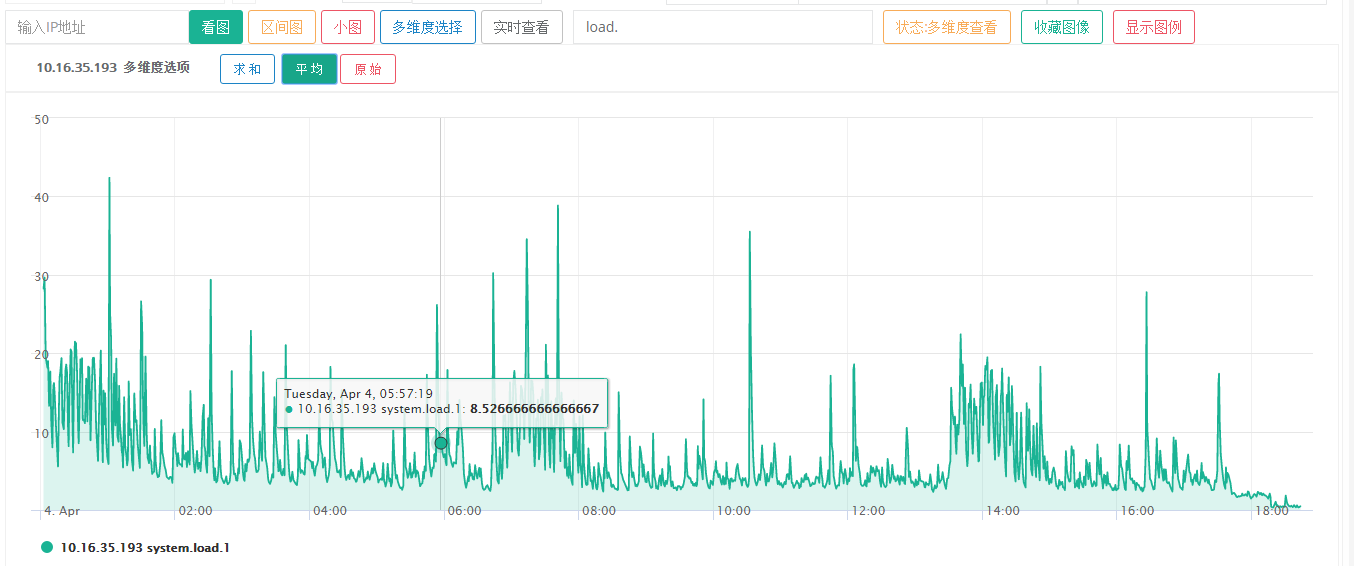 输入IP地址 看图 区间图 小图 多维度选择 实时查看 load. 状态:多维度查看 收藏图像 显示图例
10.16.35.193 多维度选项 求和 平均 原始
50
40
30
20
10
Tuesday, Apr 4, 05:57:19
10.16.35.193 system.load.1: 8.526666666666667
4. Apr 02:00 04:00 06:00 08:00 10:00 12:00 14:00 16:00 18:00
10.16.35.193 system.load.1